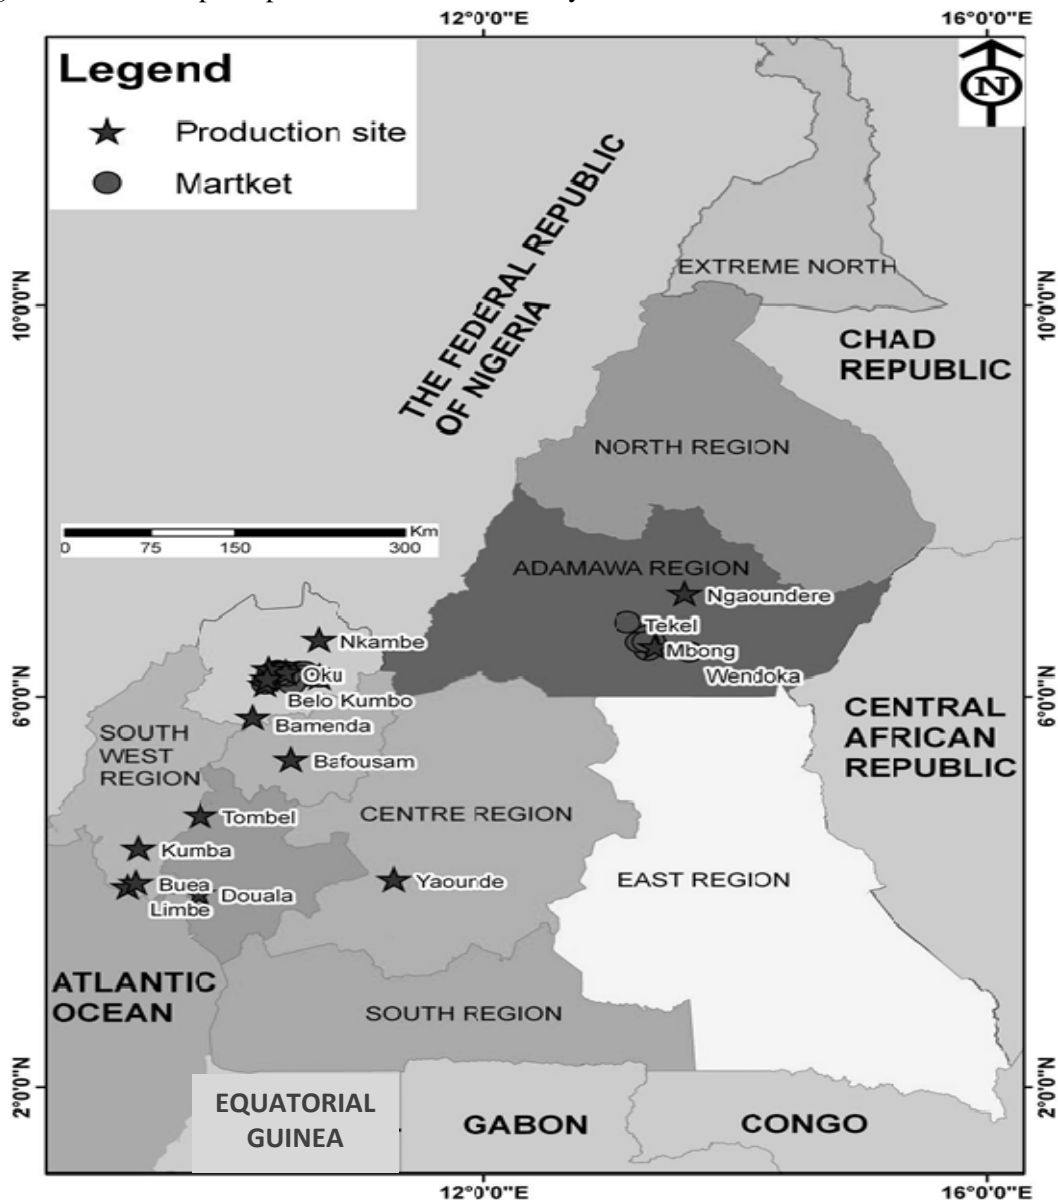 12°0'0"E
16°0'0"E
Legend
Production site
Martket
N
THE FEDERAL REPUBLIC
OF NIGERIA
EXTREME NORTH
10°0'0"N
10°0'0"N
CHAD
REPUBLIC
NORTH REGION
Km
0 75 150 300
ADAMAWA REGION
Ngaoundere
Tekel
Mbong
Wendoka
Nkambe
Oku
Belo Kumbo
6°0'0"N
6°0'0"N
Bamenda
SOUTH
WEST
REGION
Bafousam
CENTRAL
AFRICAN
REPUBLIC
Tombel
CENTRE REGION
Kumba
Buea
Limbe
Douala
Yaounde
EAST REGION
ATLANTIC
OCEAN
SOUTH REGION
2°0'0"N
2°0'0"N
EQUATORIAL
GUINEA
GABON
CONGO
12°0'0"E
16°0'0"E